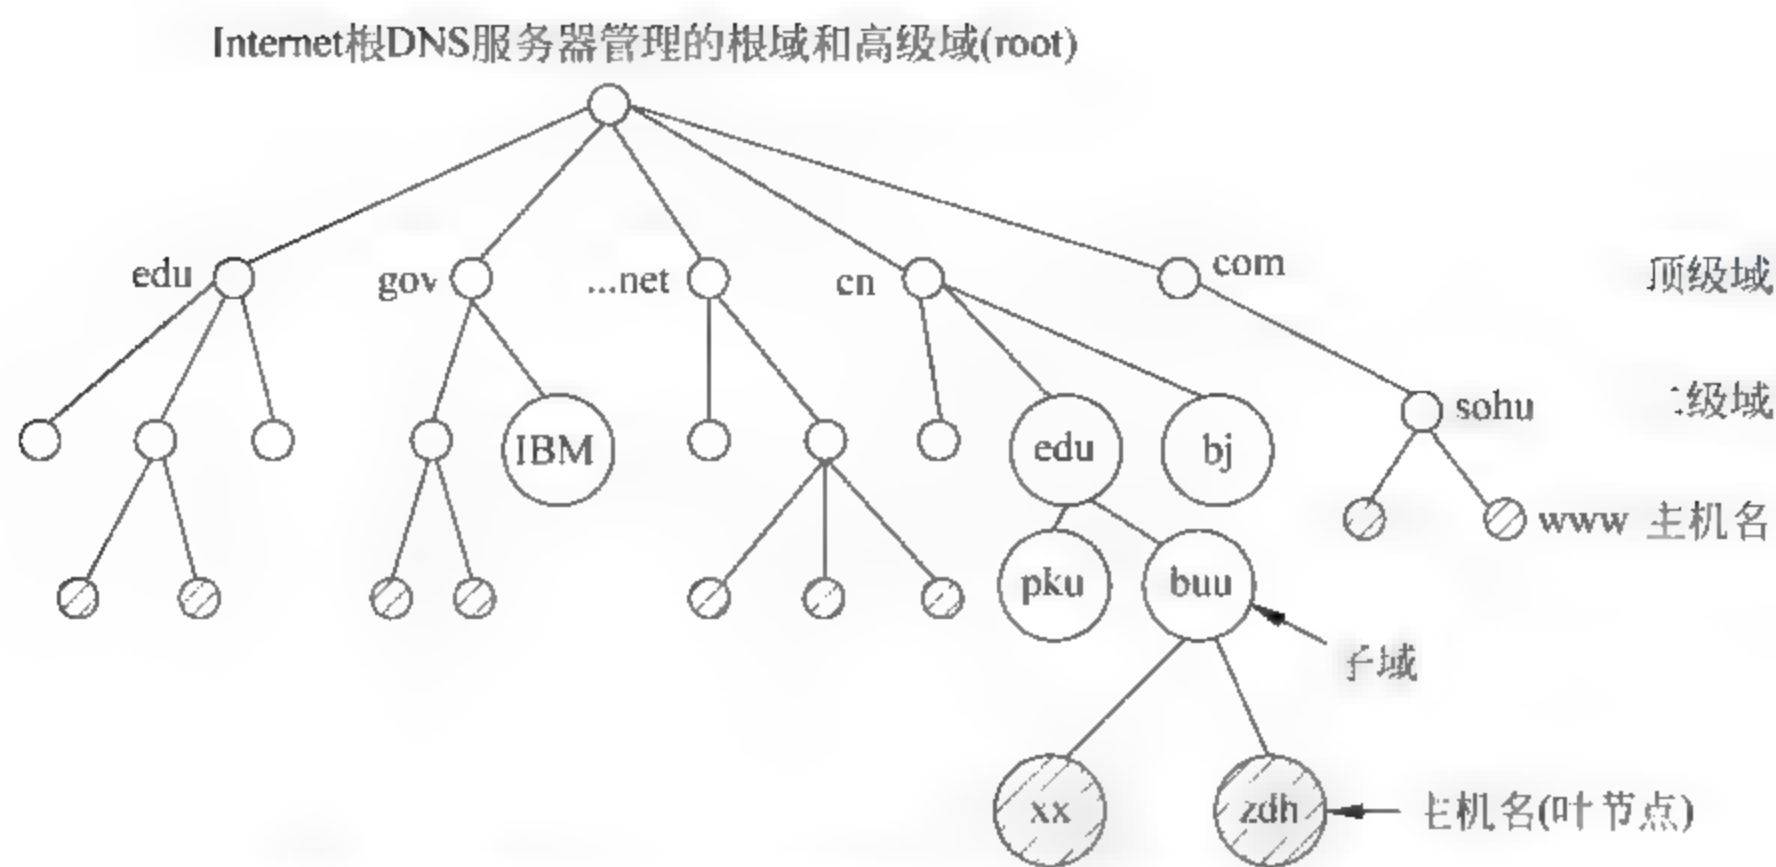 Internet根DNS服务器管理的根域和高级域(root)
edu gov ...net cn com 顶级域
IBM edu bj sohu 二级域
www 主机名
pku buu
子域
xx zdh 主机名(叶节点)